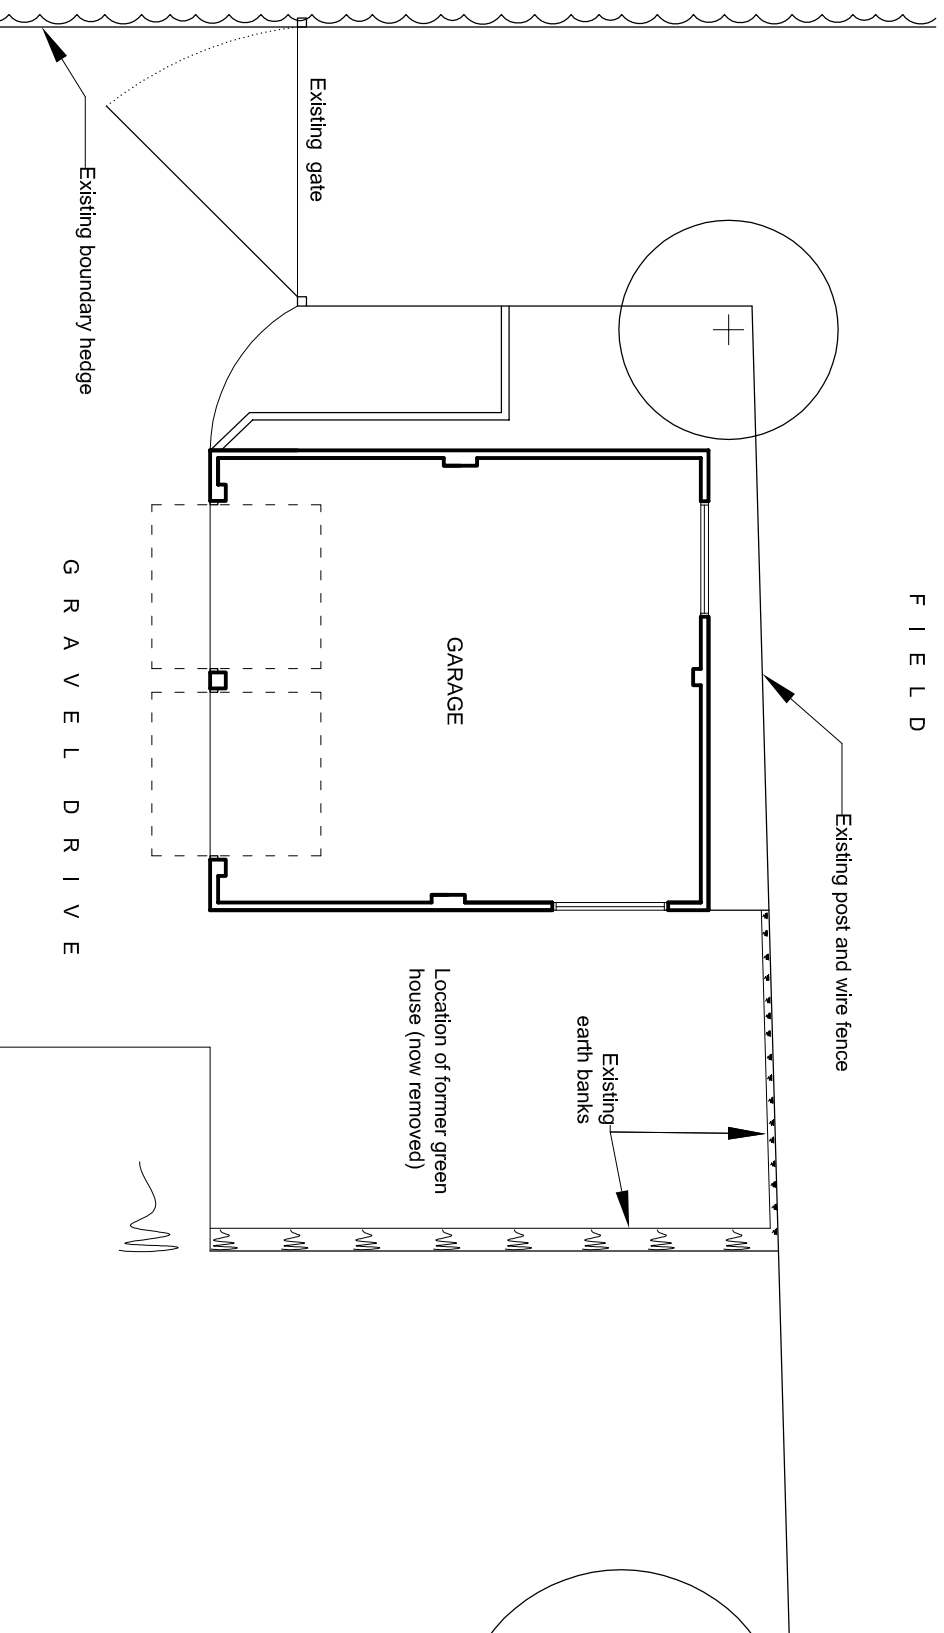 FIELD
Existing post and wire fence
Existing
earth banks
GARAGE
Location of former green
house (now removed)
Existing gate
Existing boundary hedge
GRAVEL DRIVE